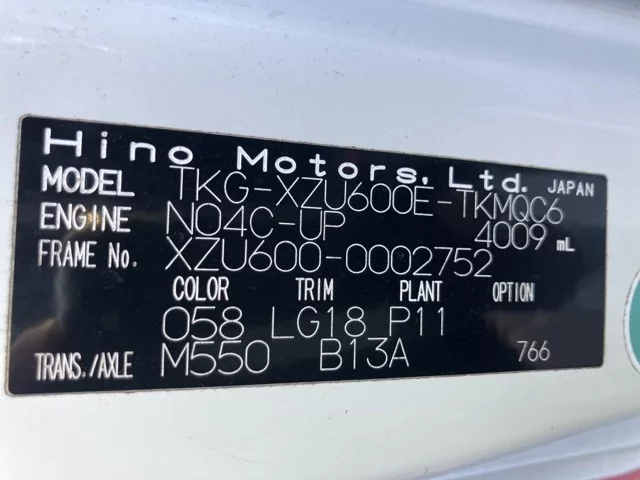 Hino Motors, Ltd. JAPAN
MODEL TKG-XZU600E-TKMQC6
ENGINE N04C-UP 4009 mL
FRAME No. XZU600-0002752
COLOR TRIM PLANT OPTION
058 LG18 P11
TRANS./AXLE M550 B13A 766